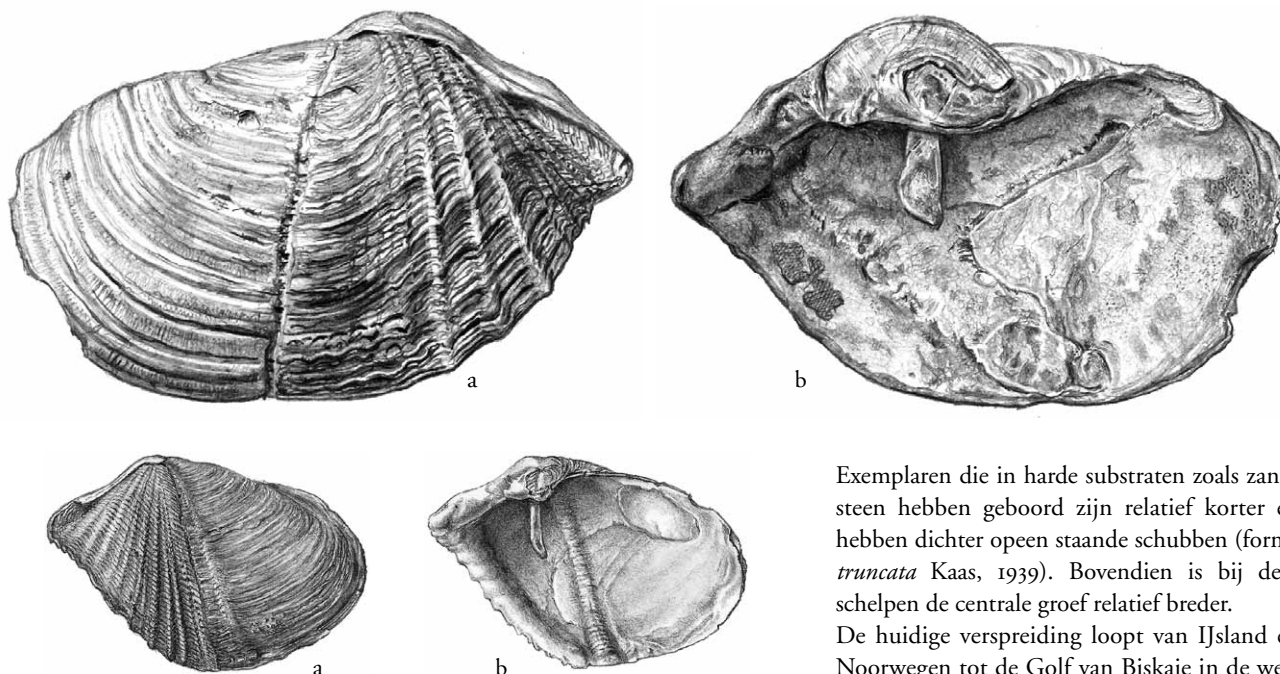 a
b
a
b
Exemplaren die in harde substraten zoals zan
steen hebben geboord zijn relatief korter
hebben dichter opeen staande schubben (for
truncata Kaas, 1939). Bovendien is bij de
schelpen de centrale groef relatief breder.
De huidige verspreiding loopt van IJsland
Noorwegen tot de Golf van Biskaje in de we